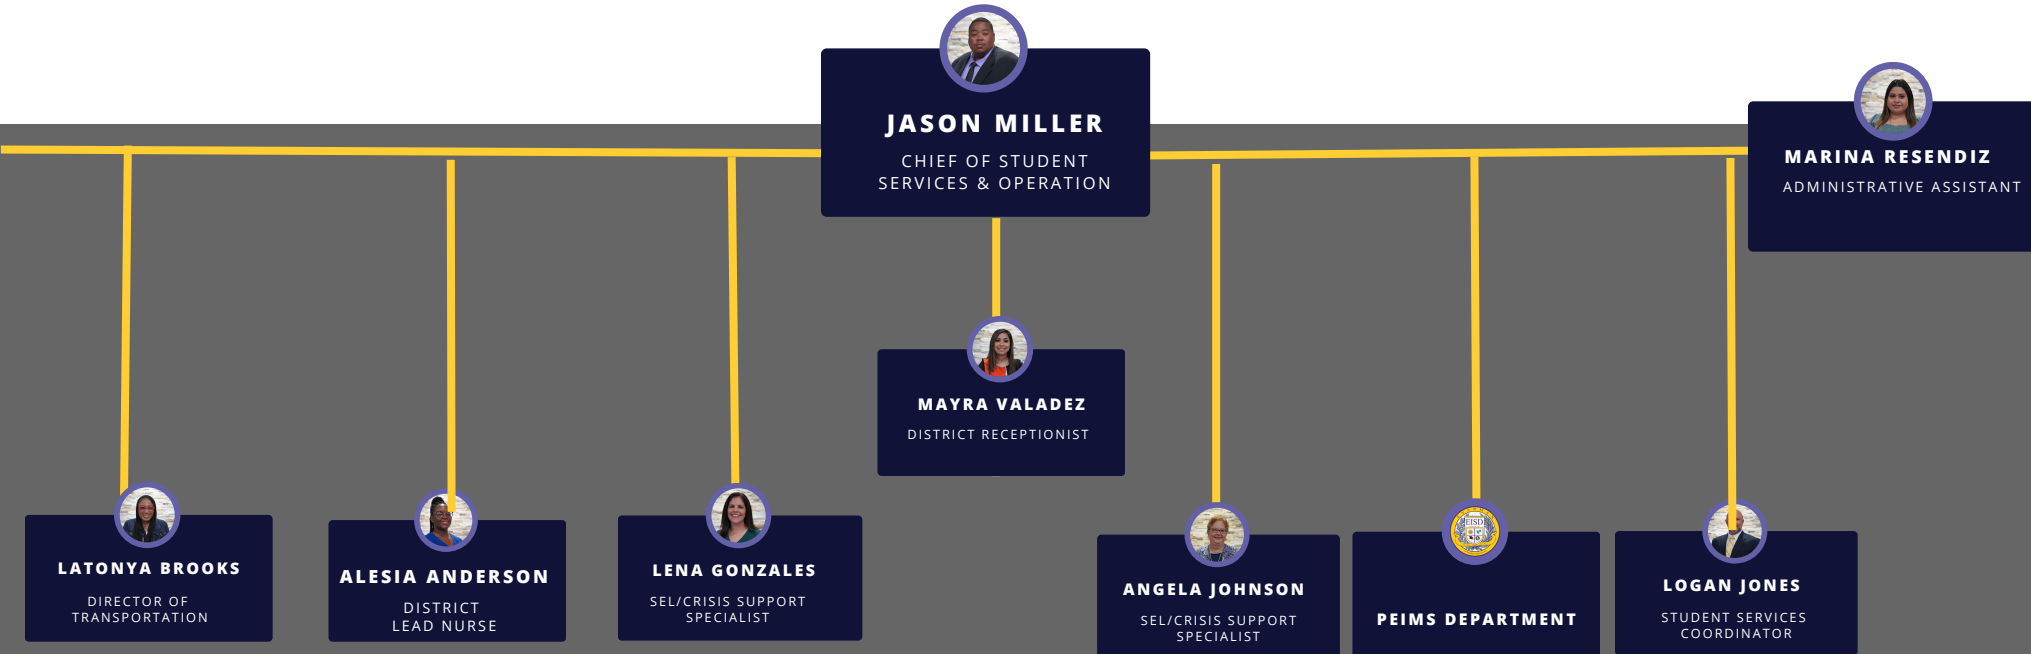 JASON MILLER
CHIEF OF STUDENT
SERVICES & OPERATION
MARINA RESENDIZ
ADMINISTRATIVE ASSISTANT
MAYRA VALADEZ
DISTRICT RECEPTIONIST
LATONYA BROOKS
DIRECTOR OF
TRANSPORTATION
ALESIA ANDERSON
DISTRICT
LEAD NURSE
LENA GONZALES
SEL/CRISIS SUPPORT
SPECIALIST
ANGELA JOHNSON
SEL/CRISIS SUPPORT
SPECIALIST
EISD
PEIMS DEPARTMENT
LOGAN JONES
STUDENT SERVICES
COORDINATOR